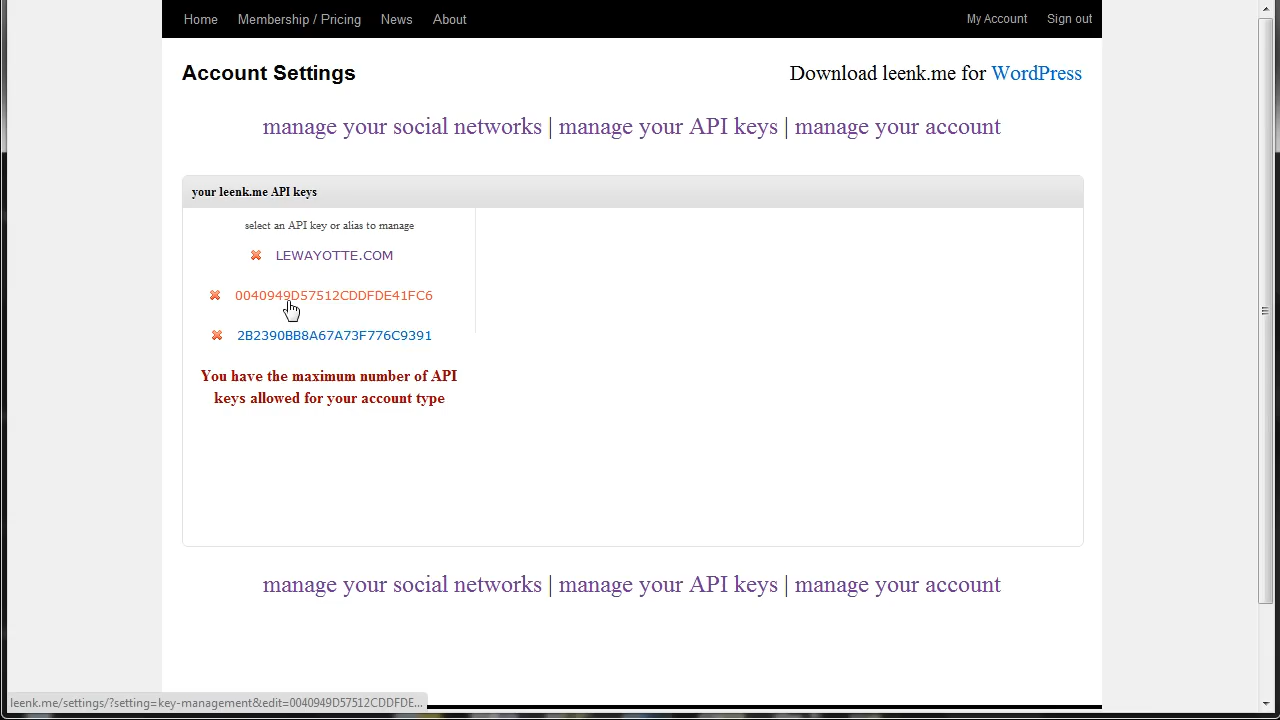 Home Membership / Pricing News About My Account Sign out
Account Settings
Download leenk.me for WordPress
manage your social networks | manage your API keys | manage your account
your leenk.me API keys
select an API key or alias to manage
LEWAYOTTE.COM
0040949D57512CDDFDE41FC6
2B2390BB8A67A73F776C9391
You have the maximum number of API
keys allowed for your account type
manage your social networks | manage your API keys | manage your account
leenk.me/settings/?setting=key-management&edit=0040949D57512CDDFDE...